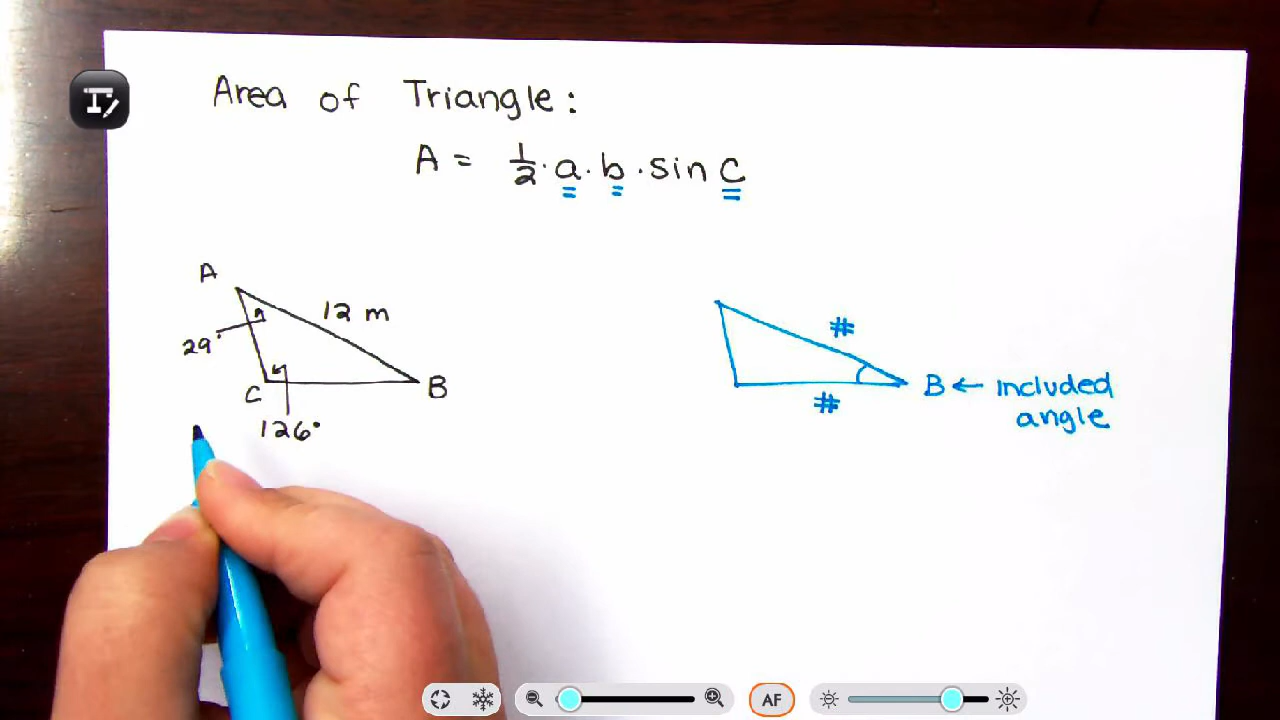 Area of Triangle:
A = 1/2 · a · b · sin C
A
12 m
29°
C
B
126°
#
#
B ← included
angle
AF